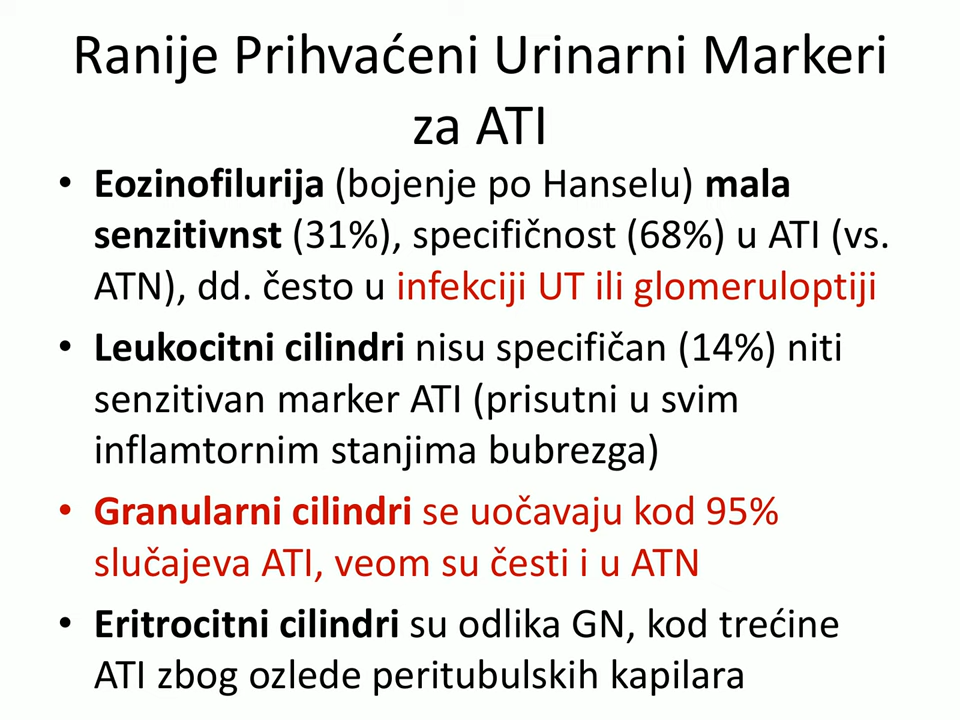 Ranije Prihvaćeni Urinarni Markeri
za ATI
• Eozinofilurija (bojenje po Hanselu) mala
senzitivnst (31%), specifičnost (68%) u ATI (vs.
ATN), dd. često u infekciji UT ili glomeruloptiji
• Leukocitni cilindri nisu specifičan (14%) niti
senzitivan marker ATI (prisutni u svim
inflamtornim stanjima bubrezga)
• Granularni cilindri se uočavaju kod 95%
slučajeva ATI, veom su česti i u ATN
• Eritrocitni cilindri su odlika GN, kod trećine
ATI zbog ozlede peritubulskih kapilara